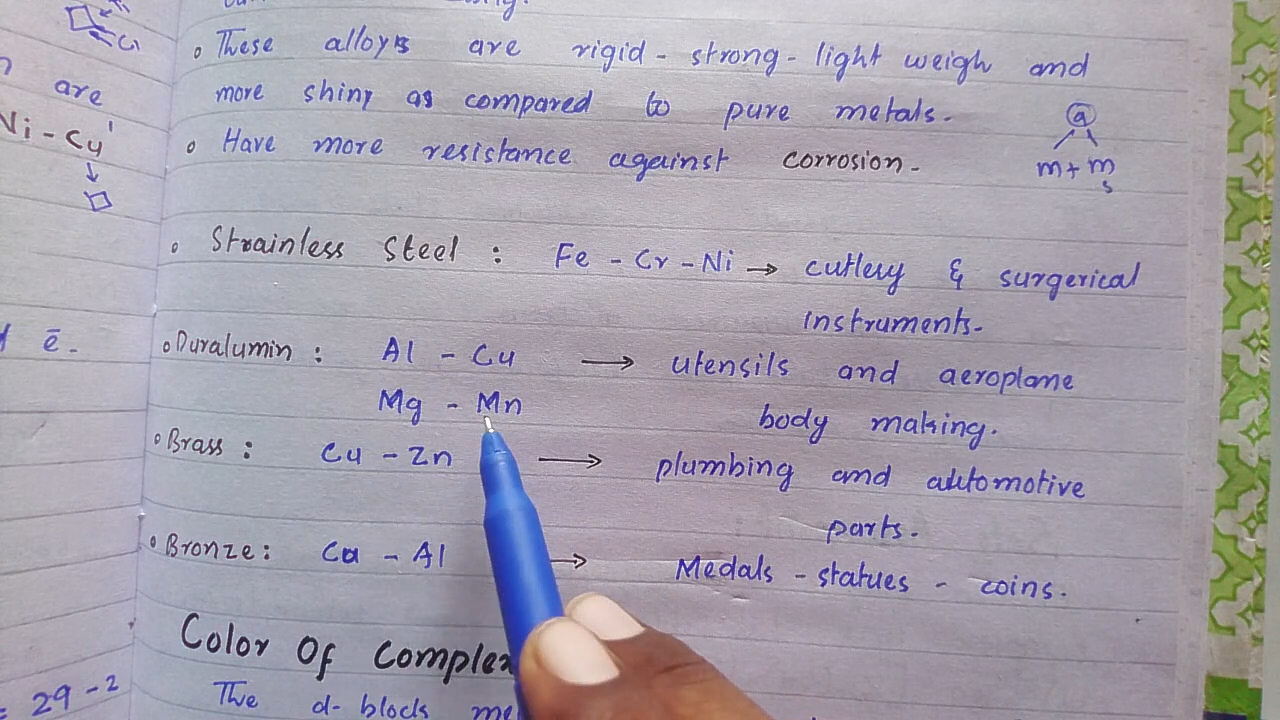 These alloys are rigid - strong - light weigh and
more shiny as compared to pure metals.
Have more resistance against corrosion.
a
m + m
s
Strainless Steel : Fe - Cr - Ni → cutlery & surgerical
instruments.
Duralumin : Al - Cu → utensils and aeroplane
Mg - Mn body making.
Brass : Cu - Zn → plumbing and automotive
parts.
Bronze : Cu - Al → Medals - statues - coins.
Color Of Complex
The d-block
are
Ni - Cu
ē.
29 - 2